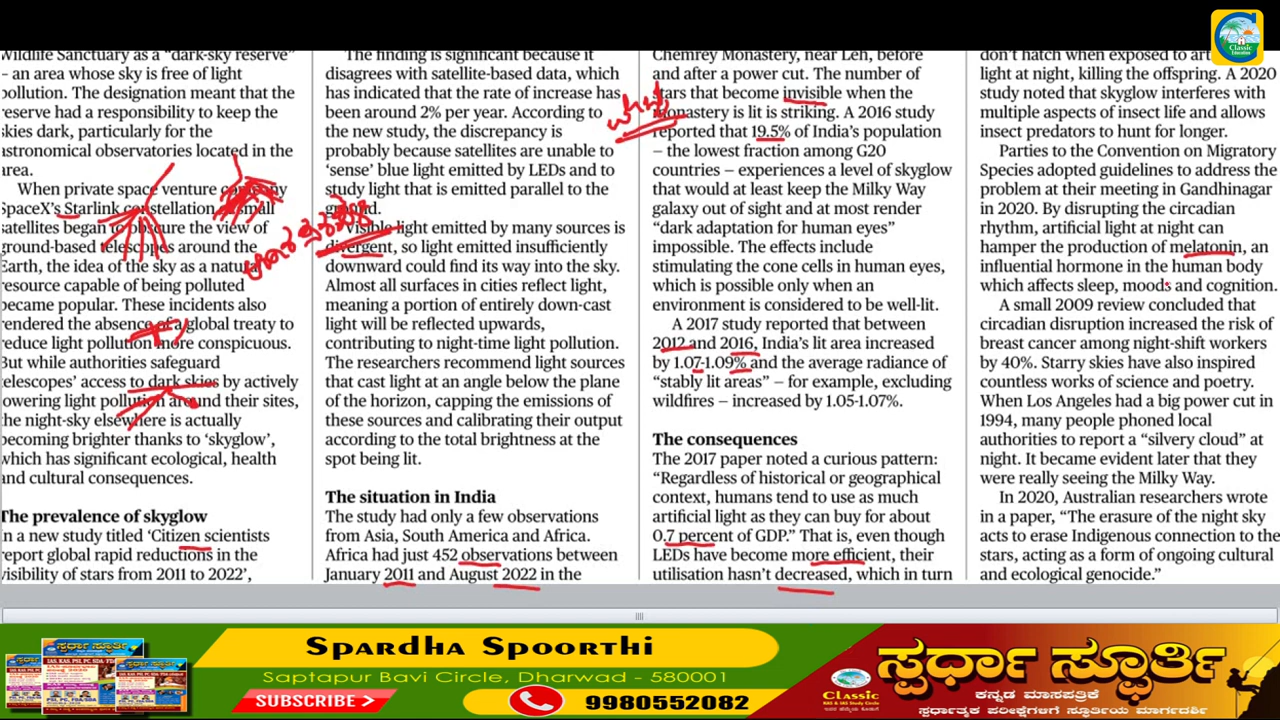 Wildlife Sanctuary as a “dark-sky reserve”
– an area whose sky is free of light
pollution. The designation meant that the
reserve had a responsibility to keep the
skies dark, particularly for the
astronomical observatories located in the
area.
When private space venture company
SpaceX’s Starlink constellation of small
satellites began to obscure the view of
ground-based telescopes around the
Earth, the idea of the sky as a natural
resource capable of being polluted
became popular. These incidents also
rendered the absence of a global treaty to
reduce light pollution more conspicuous.
But while authorities safeguard
telescopes’ access to dark skies by actively
lowering light pollution around their sites,
the night-sky elsewhere is actually
becoming brighter thanks to ‘skyglow’,
which has significant ecological, health
and cultural consequences.
The prevalence of skyglow
In a new study titled ‘Citizen scientists
report global rapid reductions in the
visibility of stars from 2011 to 2022’,
The finding is significant because it
disagrees with satellite-based data, which
has indicated that the rate of increase has
been around 2% per year. According to
the new study, the discrepancy is
probably because satellites are unable to
‘sense’ blue light emitted by LEDs and to
study light that is emitted parallel to the
ground.
Visible light emitted by many sources is
divergent, so light emitted insufficiently
downward could find its way into the sky.
Almost all surfaces in cities reflect light,
meaning a portion of entirely down-cast
light will be reflected upwards,
contributing to night-time light pollution.
The researchers recommend light sources
that cast light at an angle below the plane
of the horizon, capping the emissions of
these sources and calibrating their output
according to the total brightness at the
spot being lit.
The situation in India
The study had only a few observations
from Asia, South America and Africa.
Africa had just 452 observations between
January 2011 and August 2022 in the
Chemrey Monastery, near Leh, before
and after a power cut. The number of
stars that become invisible when the
monastery is lit is striking. A 2016 study
reported that 19.5% of India’s population
– the lowest fraction among G20
countries – experiences a level of skyglow
that would at least keep the Milky Way
galaxy out of sight and at most render
“dark adaptation for human eyes”
impossible. The effects include
stimulating the cone cells in human eyes,
which is possible only when an
environment is considered to be well-lit.
A 2017 study reported that between
2012 and 2016, India’s lit area increased
by 1.07-1.09% and the average radiance of
“stably lit areas” – for example, excluding
wildfires – increased by 1.05-1.07%.
The consequences
The 2017 paper noted a curious pattern:
“Regardless of historical or geographical
context, humans tend to use as much
artificial light as they can buy for about
0.7 percent of GDP.” That is, even though
LEDs have become more efficient, their
utilisation hasn’t decreased, which in turn
don’t hatch when exposed to
light at night, killing the offspring. A 2020
study noted that skyglow interferes with
multiple aspects of insect life and allows
insect predators to hunt for longer.
Parties to the Convention on Migratory
Species adopted guidelines to address the
problem at their meeting in Gandhinagar
in 2020. By disrupting the circadian
rhythm, artificial light at night can
hamper the production of melatonin, an
influential hormone in the human body
which affects sleep, moods and cognition.
A small 2009 review concluded that
circadian disruption increased the risk of
breast cancer among night-shift workers
by 40%. Starry skies have also inspired
countless works of science and poetry.
When Los Angeles had a big power cut in
1994, many people phoned local
authorities to report a “silvery cloud” at
night. It became evident later that they
were really seeing the Milky Way.
In 2020, Australian researchers wrote
in a paper, “The erasure of the night sky
acts to erase Indigenous connection to the
stars, acting as a form of ongoing cultural
and ecological genocide.”
Classic
Education
Spardha Spoorthi
Saptapur Bavi Circle, Dharwad - 580001
SUBSCRIBE
9980552082
ಸ್ಪರ್ಧಾ ಸ್ಫೂರ್ತಿ
ಕನ್ನಡ ಮಾಸಪತ್ರಿಕೆ
ಸ್ಪರ್ಧಾತ್ಮಕ ಪರೀಕ್ಷೆಗಳಿಗೆ ಸ್ಫೂರ್ತಿಯ ಮಾರ್ಗದರ್ಶಿ
Classic
KAS & IAS Study Circle